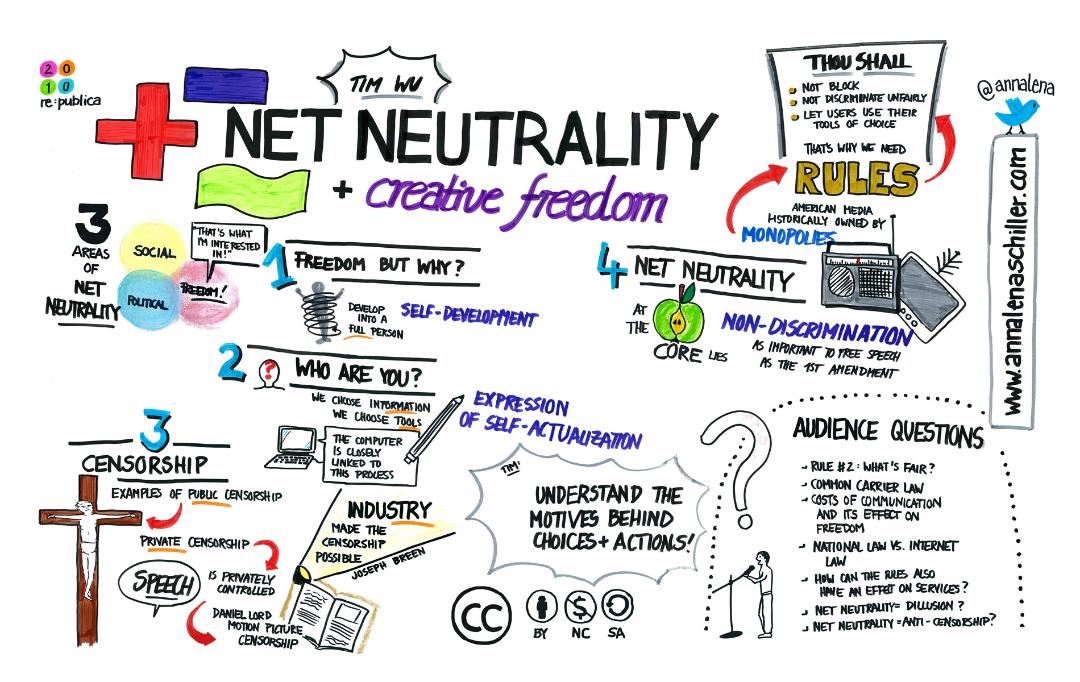 2 0
1 0
re:publica
TIM WU
NET NEUTRALITY
+ creative freedom
3
AREAS
OF
NET
NEUTRALITY
SOCIAL
POLITICAL
FREEDOM!
"THAT'S WHAT
I'M INTERESTED
IN!"
1 FREEDOM BUT WHY?
DEVELOP
INTO A
FULL PERSON
SELF-DEVELOPMENT
2 ? WHO ARE YOU?
WE CHOOSE INFORMATION
WE CHOOSE TOOLS
THE COMPUTER
IS CLOSELY
LINKED TO
THIS PROCESS
EXPRESSION
OF SELF-ACTUALIZATION
3
CENSORSHIP
EXAMPLES OF PUBLIC CENSORSHIP
PRIVATE CENSORSHIP
SPEECH
IS PRIVATELY
CONTROLLED
DANIEL LORD
MOTION PICTURE
CENSORSHIP
INDUSTRY
MADE THE
CENSORSHIP
POSSIBLE
JOSEPH BREEN
TIM:
UNDERSTAND THE
MOTIVES BEHIND
CHOICES + ACTIONS!
CC
BY NC SA
THOU SHALL
NOT BLOCK
NOT DISCRIMINATE UNFAIRLY
LET USERS USE THEIR
TOOLS OF CHOICE
THAT'S WHY WE NEED
RULES
AMERICAN MEDIA
HISTORICALLY OWNED BY
MONOPOLIES
4 NET NEUTRALITY
AT
THE
CORE LIES
NON-DISCRIMINATION
AS IMPORTANT TO FREE SPEECH
AS THE 1ST AMENDMENT
@annalena
www.annalenaschiller.com
?
AUDIENCE QUESTIONS
- RULE #2: WHAT'S FAIR?
- COMMON CARRIER LAW
- COSTS OF COMMUNICATION
AND ITS EFFECT ON
FREEDOM
- NATIONAL LAW VS. INTERNET
LAW
- HOW CAN THE RULES ALSO
HAVE AN EFFECT ON SERVICES?
- NET NEUTRALITY = DILLUSION?
- NET NEUTRALITY = ANTI-CENSORSHIP?